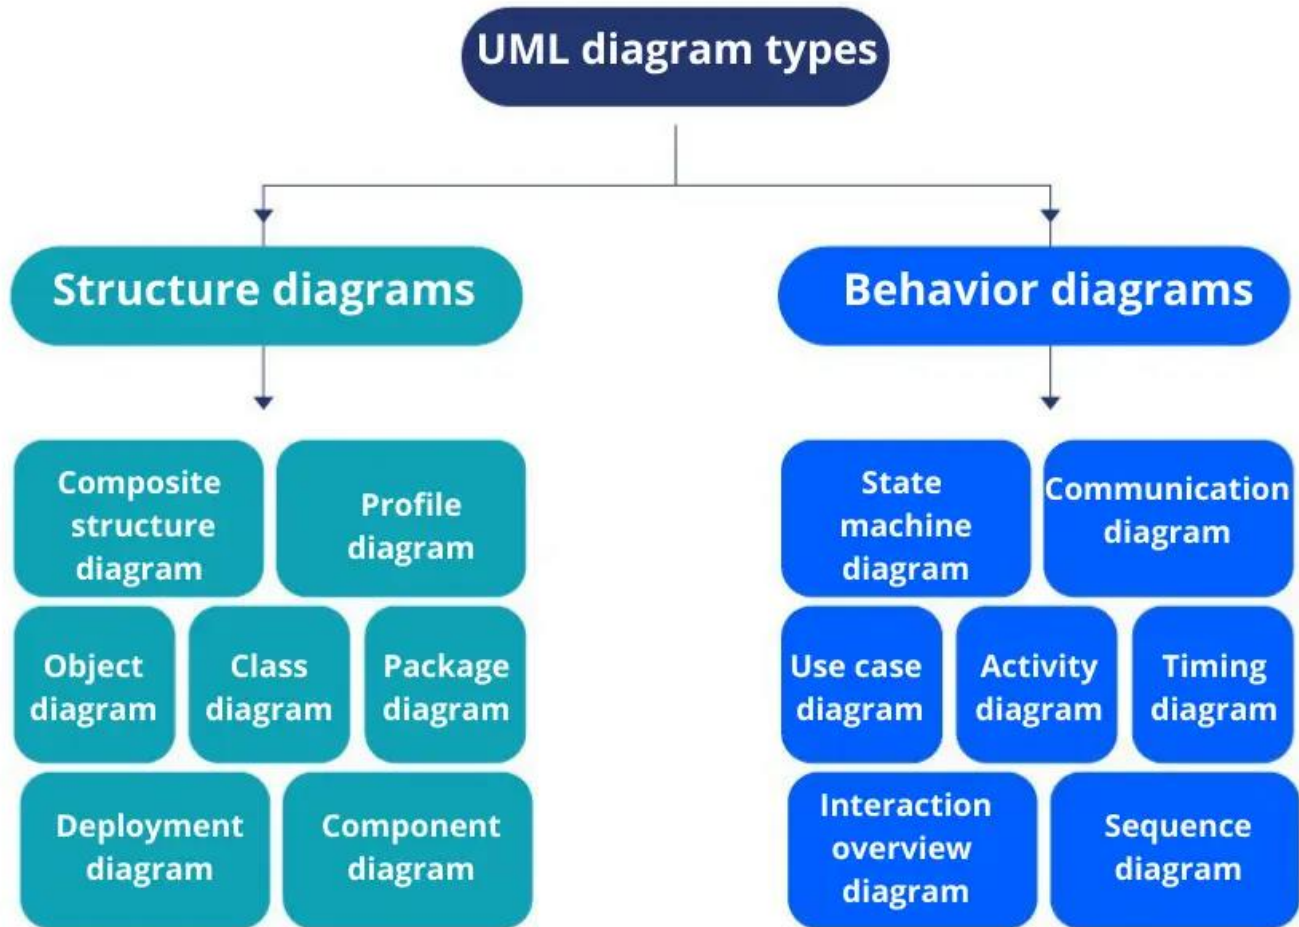 UML diagram types
Structure diagrams
Behavior diagrams
Composite
structure
diagram
Profile
diagram
Object
diagram
Class
diagram
Package
diagram
Deployment
diagram
Component
diagram
State
machine
diagram
Communication
diagram
Use case
diagram
Activity
diagram
Timing
diagram
Interaction
overview
diagram
Sequence
diagram